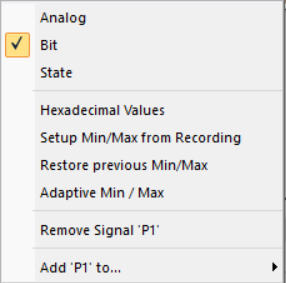 Analog
Bit
State
Hexadecimal Values
Setup Min/Max from Recording
Restore previous Min/Max
Adaptive Min / Max
Remove Signal 'P1'
Add 'P1' to...